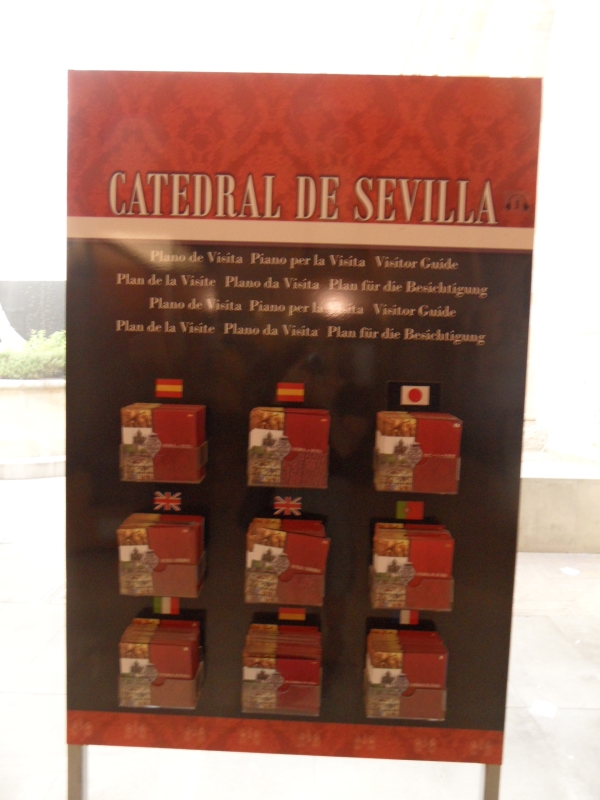 CATEDRAL DE SEVILLA
Plano de Visita Piano per la Visita Visitor Guide
Plan de la Visite Plano da Visita Plan für die Besichtigung
Plano de Visita Piano per la Visita Visitor Guide
Plan de la Visite Plano da Visita Plan für die Besichtigung